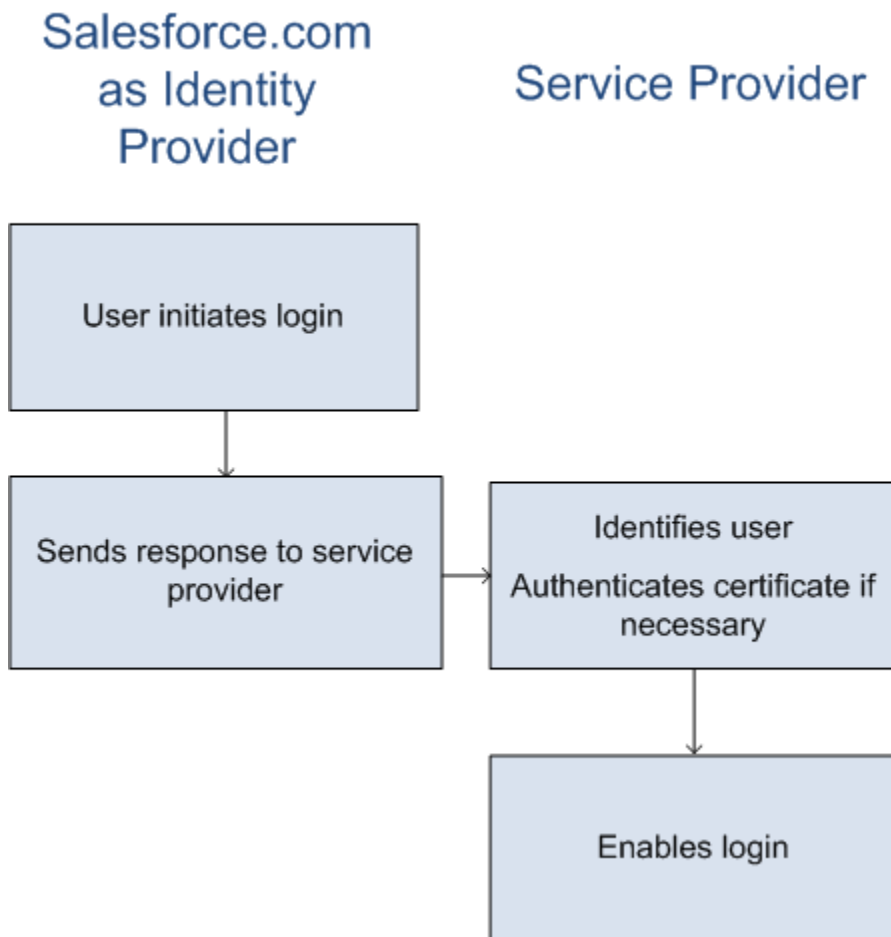 Salesforce.com
as Identity
Provider
Service Provider
User initiates login
Sends response to service
provider
Identifies user
Authenticates certificate if
necessary
Enables login